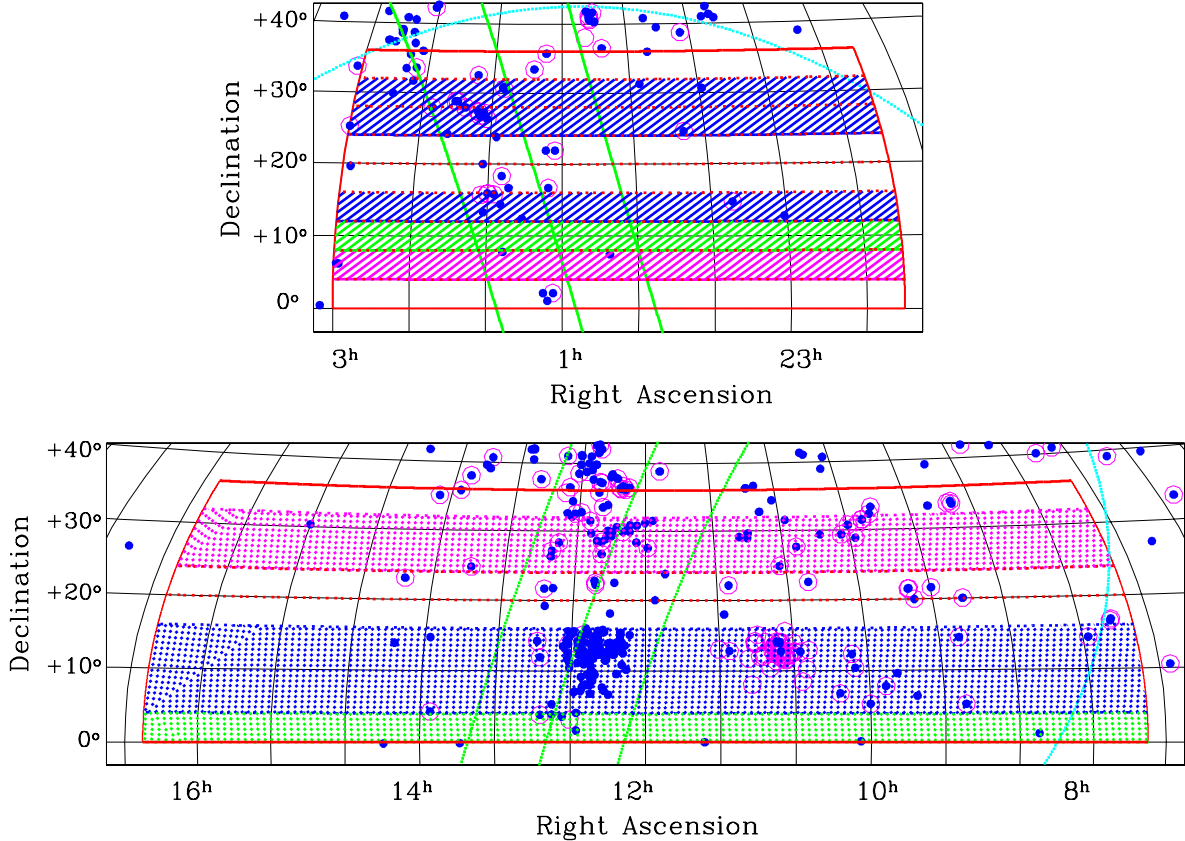 +40°
+30°
+20°
+10°
0°
Declination
3ʰ 1ʰ 23ʰ
Right Ascension
+40°
+30°
+20°
+10°
0°
Declination
16ʰ 14ʰ 12ʰ 10ʰ 8ʰ
Right Ascension